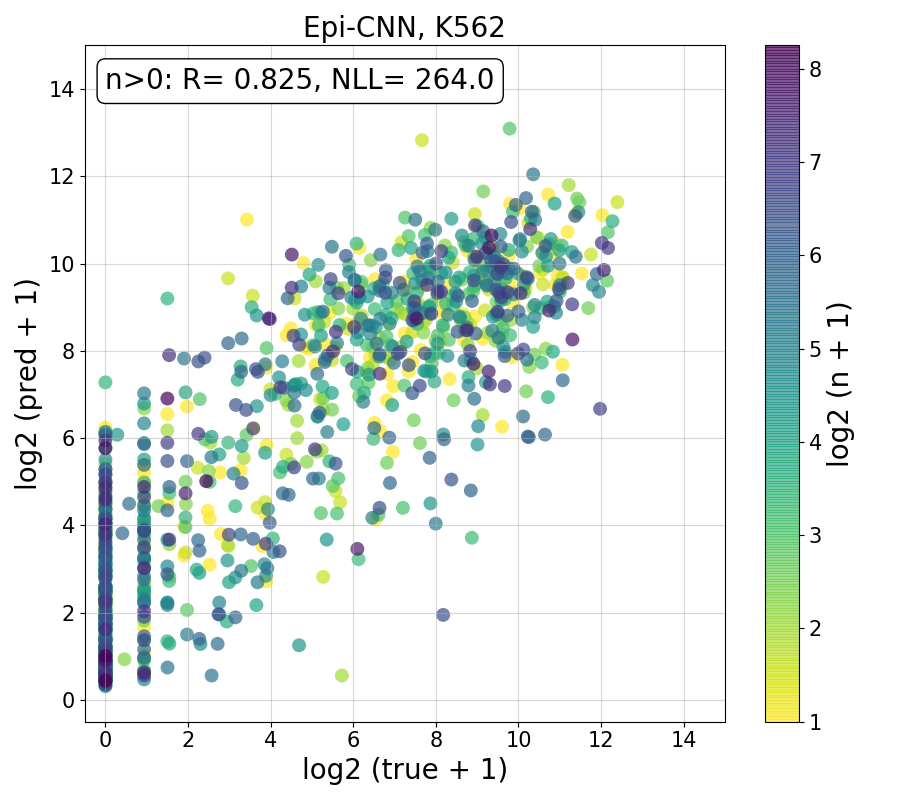 Epi-CNN, K562
n>0: R= 0.825, NLL= 264.0
log2 (pred + 1)
14
12
10
8
6
4
2
0
0 2 4 6 8 10 12 14
log2 (true + 1)
8
7
6
5
4
3
2
1
log2 (n + 1)